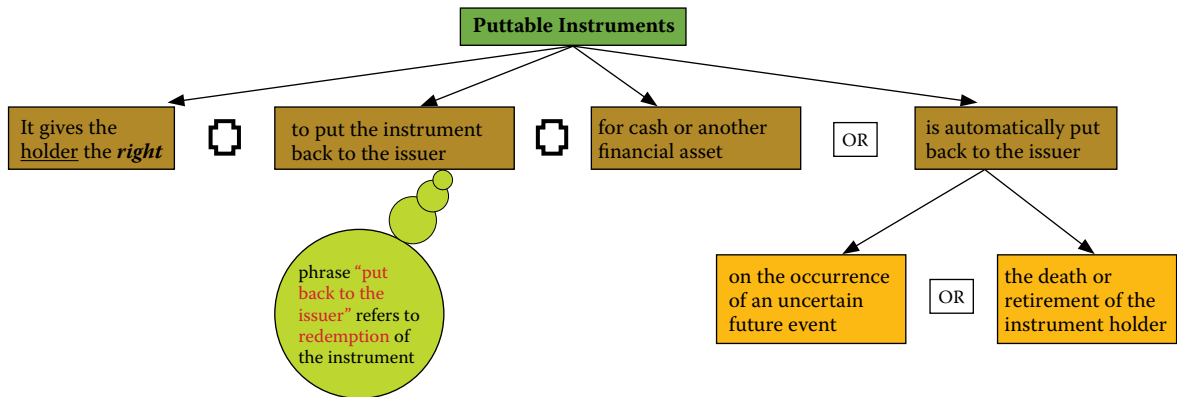 Puttable Instruments
It gives the
holder the right
to put the instrument
back to the issuer
for cash or another
financial asset
OR
is automatically put
back to the issuer
phrase “put
back to the
issuer” refers to
redemption of
the instrument
on the occurrence
of an uncertain
future event
OR
the death or
retirement of the
instrument holder